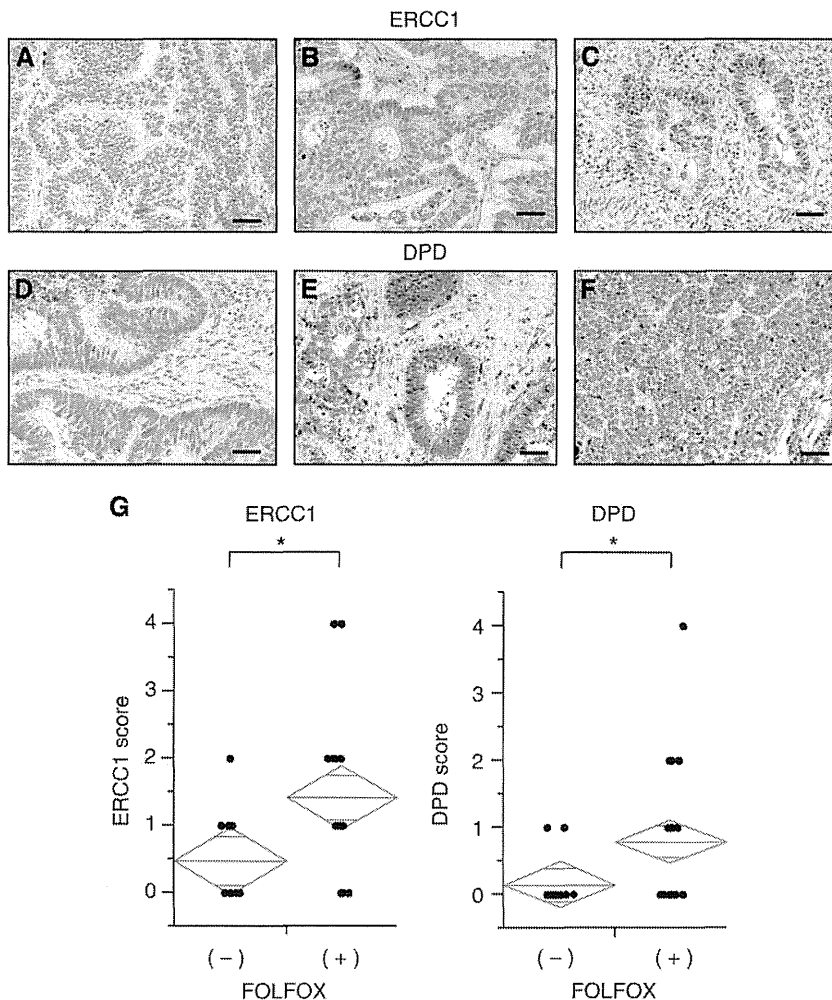 ERCC1
A
B
C
DPD
D
E
F
G
ERCC1
*
4
3
2
1
0
ERCC1 score
(−)
(+)
FOLFOX
DPD
*
4
3
2
1
0
DPD score
(−)
(+)
FOLFOX